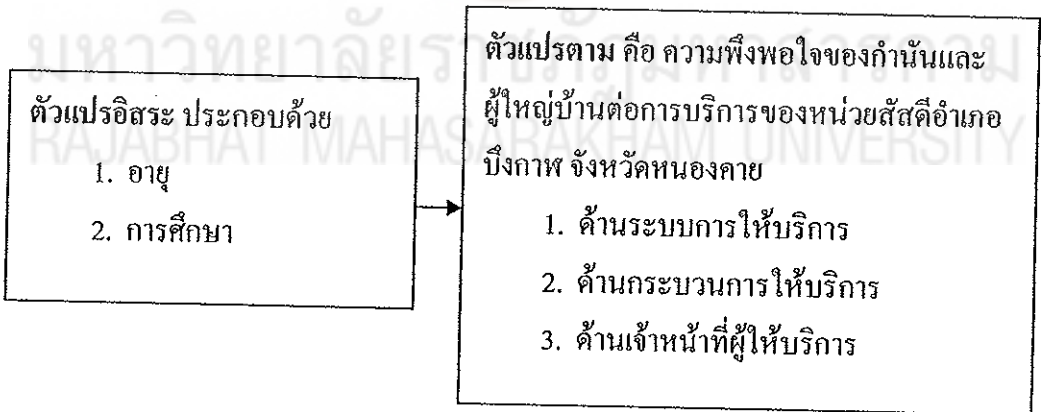 มหาวิทยาลัยราชภัฏมหาสารคาม
RAJABHAT MAHASARAKHAM UNIVERSITY
ตัวแปรอิสระ ประกอบด้วย
1. อายุ
2. การศึกษา
ตัวแปรตาม คือ ความพึงพอใจของกำนันและ
ผู้ใหญ่บ้านต่อการบริการของหน่วยสัสดีอำเภอ
บึงกาฬ จังหวัดหนองคาย
1. ด้านระบบการให้บริการ
2. ด้านกระบวนการให้บริการ
3. ด้านเจ้าหน้าที่ผู้ให้บริการ